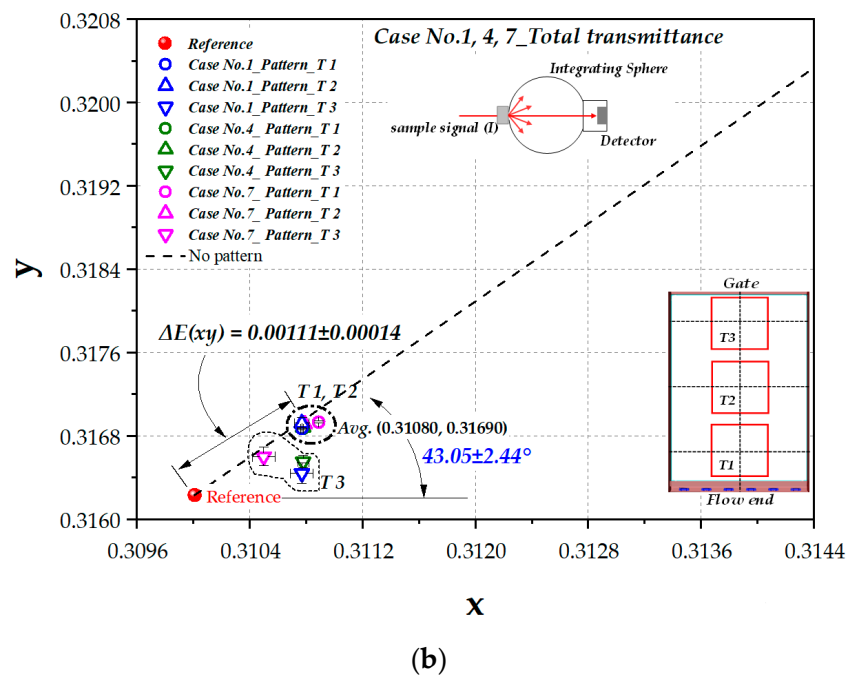 Case No.1, 4, 7_Total transmittance
Reference
Case No.1_Pattern_T 1
Case No.1_Pattern_T 2
Case No.1_Pattern_T 3
Case No.4_ Pattern_T 1
Case No.4_ Pattern_T 2
Case No.4_ Pattern_T 3
Case No.7_ Pattern_T 1
Case No.7_ Pattern_T 2
Case No.7_ Pattern_T 3
No pattern
Integrating Sphere
sample signal (I)
Detector
ΔE(xy) = 0.00111±0.00014
T 1, T 2
Avg. (0.31080, 0.31690)
43.05±2.44°
T 3
Reference
Gate
T3
T2
T1
Flow end
y
0.3208
0.3200
0.3192
0.3184
0.3176
0.3168
0.3160
0.3096
0.3104
0.3112
0.3120
0.3128
0.3136
0.3144
x
(b)